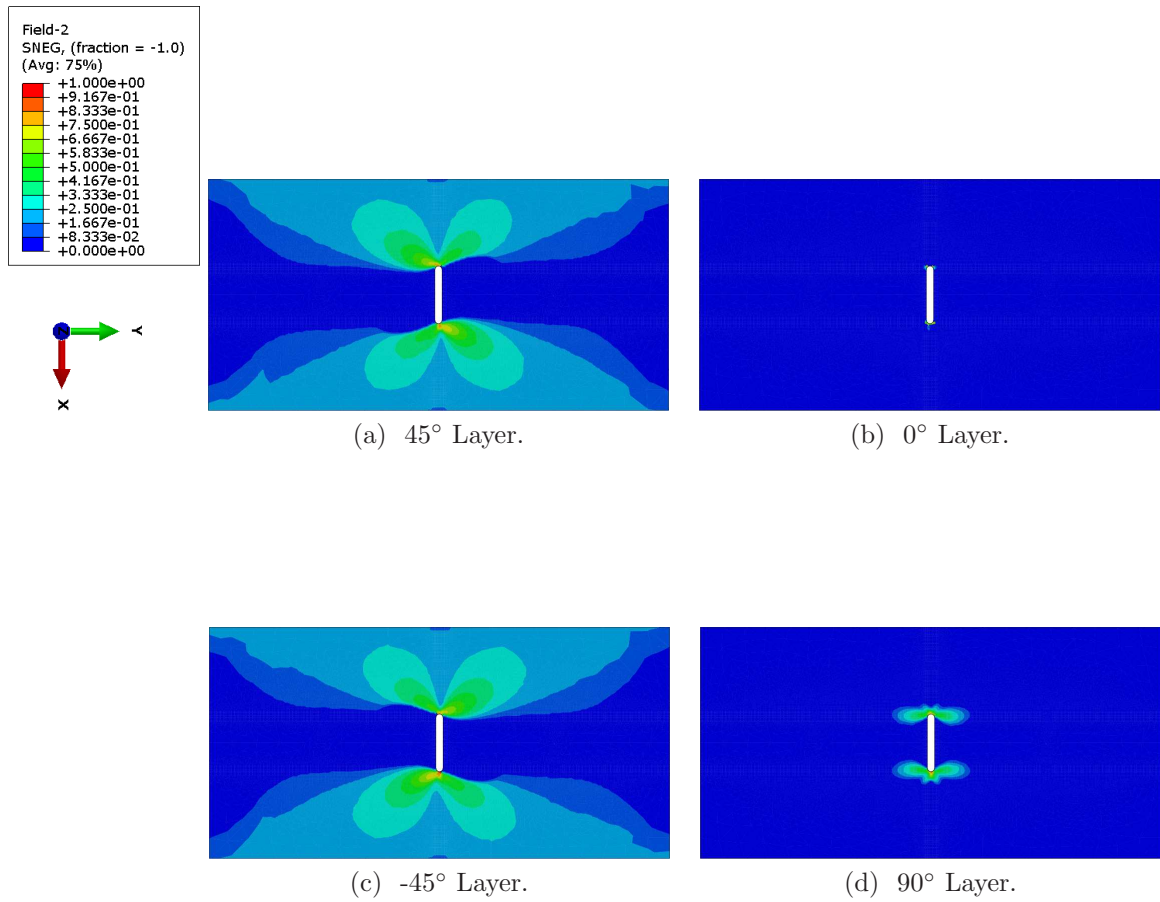 Field-2
SNEG, (fraction = -1.0)
(Avg: 75%)
+1.000e+00
+9.167e-01
+8.333e-01
+7.500e-01
+6.667e-01
+5.833e-01
+5.000e-01
+4.167e-01
+3.333e-01
+2.500e-01
+1.667e-01
+8.333e-02
+0.000e+00
Z
Y
X
(a) 45° Layer.
(b) 0° Layer.
(c) -45° Layer.
(d) 90° Layer.